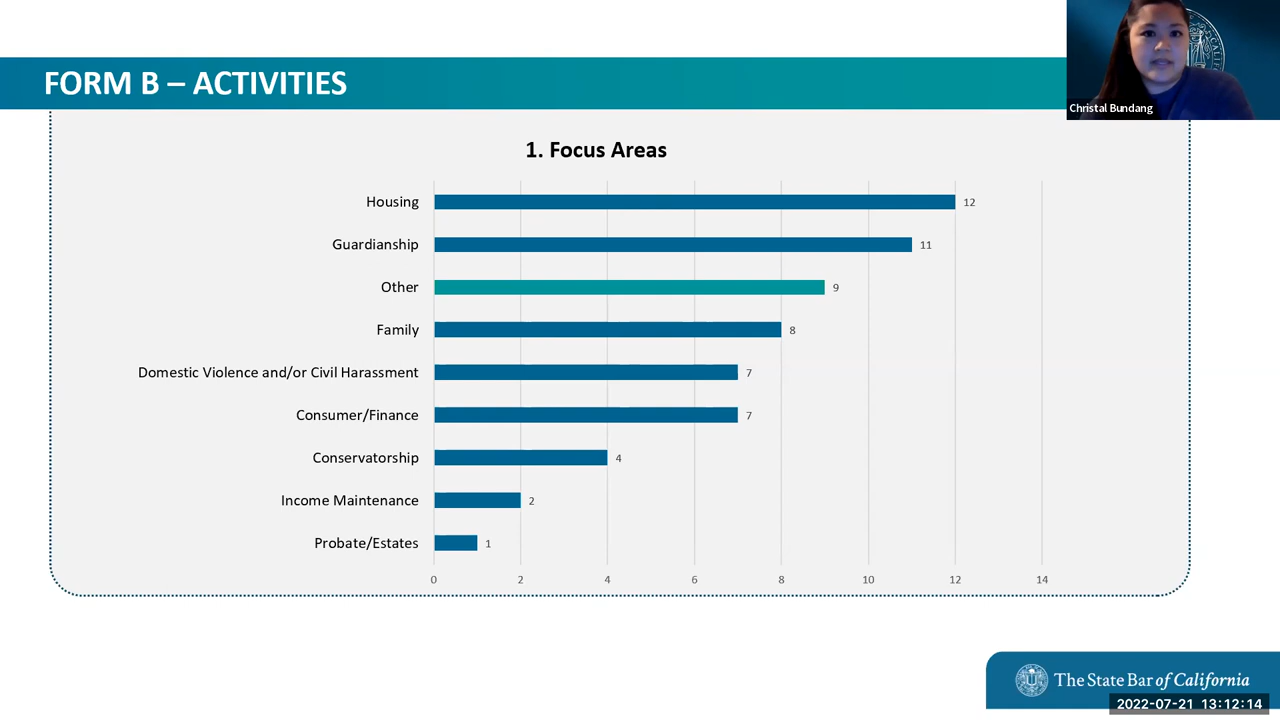 FORM B – ACTIVITIES
Christal Bundang
1. Focus Areas
Housing 12
Guardianship 11
Other 9
Family 8
Domestic Violence and/or Civil Harassment 7
Consumer/Finance 7
Conservatorship 4
Income Maintenance 2
Probate/Estates 1
0 2 4 6 8 10 12 14
The State Bar of California
2022-07-21 13:12:14